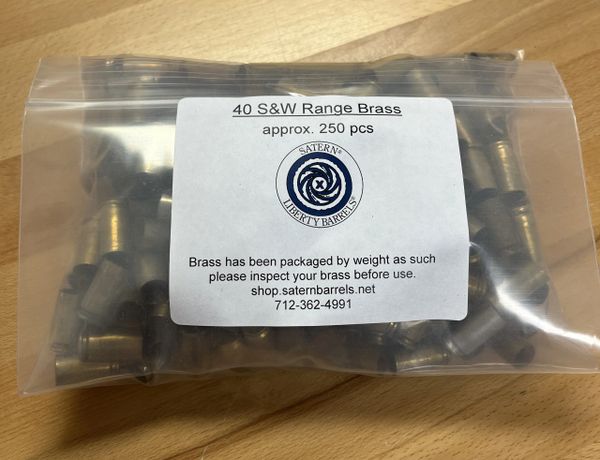 40 S&W Range Brass
approx. 250 pcs
SATERN®
X
LIBERTY BARRELS®
Brass has been packaged by weight as such
please inspect your brass before use.
shop.saternbarrels.net
712-362-4991